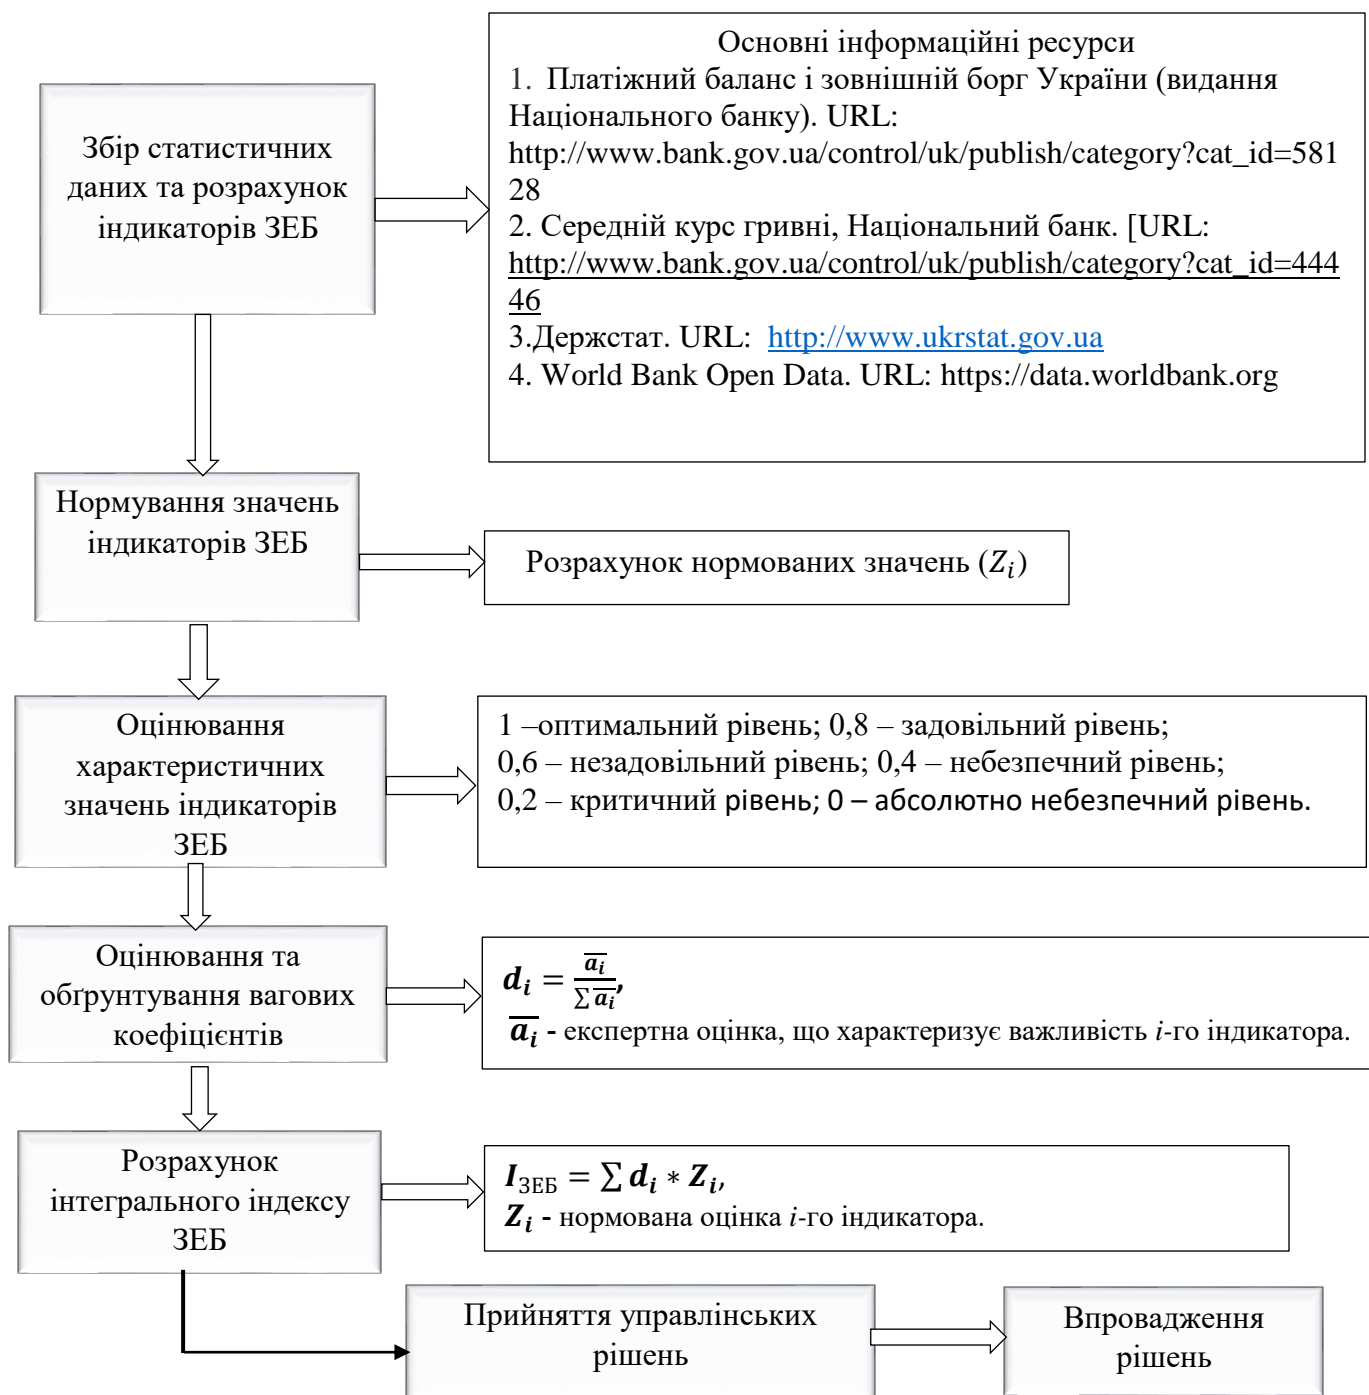 Збір статистичних
даних та розрахунок
індикаторів ЗЕБ
Основні інформаційні ресурси
1. Платіжний баланс і зовнішній борг України (видання
Національного банку). URL:
http://www.bank.gov.ua/control/uk/publish/category?cat_id=581
28
2. Середній курс гривні, Національний банк. [URL:
http://www.bank.gov.ua/control/uk/publish/category?cat_id=444
46
3.Держстат. URL: http://www.ukrstat.gov.ua
4. World Bank Open Data. URL: https://data.worldbank.org
Нормування значень
індикаторів ЗЕБ
Розрахунок нормованих значень (Z_i)
Оцінювання
характеристичних
значень індикаторів
ЗЕБ
1 –оптимальний рівень; 0,8 – задовільний рівень;
0,6 – незадовільний рівень; 0,4 – небезпечний рівень;
0,2 – критичний рівень; 0 – абсолютно небезпечний рівень.
Оцінювання та
обґрунтування вагових
коефіцієнтів
d_i = \frac{\overline{a_i}}{\sum \overline{a_i}},
\overline{a_i} - експертна оцінка, що характеризує важливість i-го індикатора.
Розрахунок
інтегрального індексу
ЗЕБ
I_ЗЕБ = ∑ d_i * Z_i,
Z_i - нормована оцінка i-го індикатора.
Прийняття управлінських
рішень
Впровадження
рішень